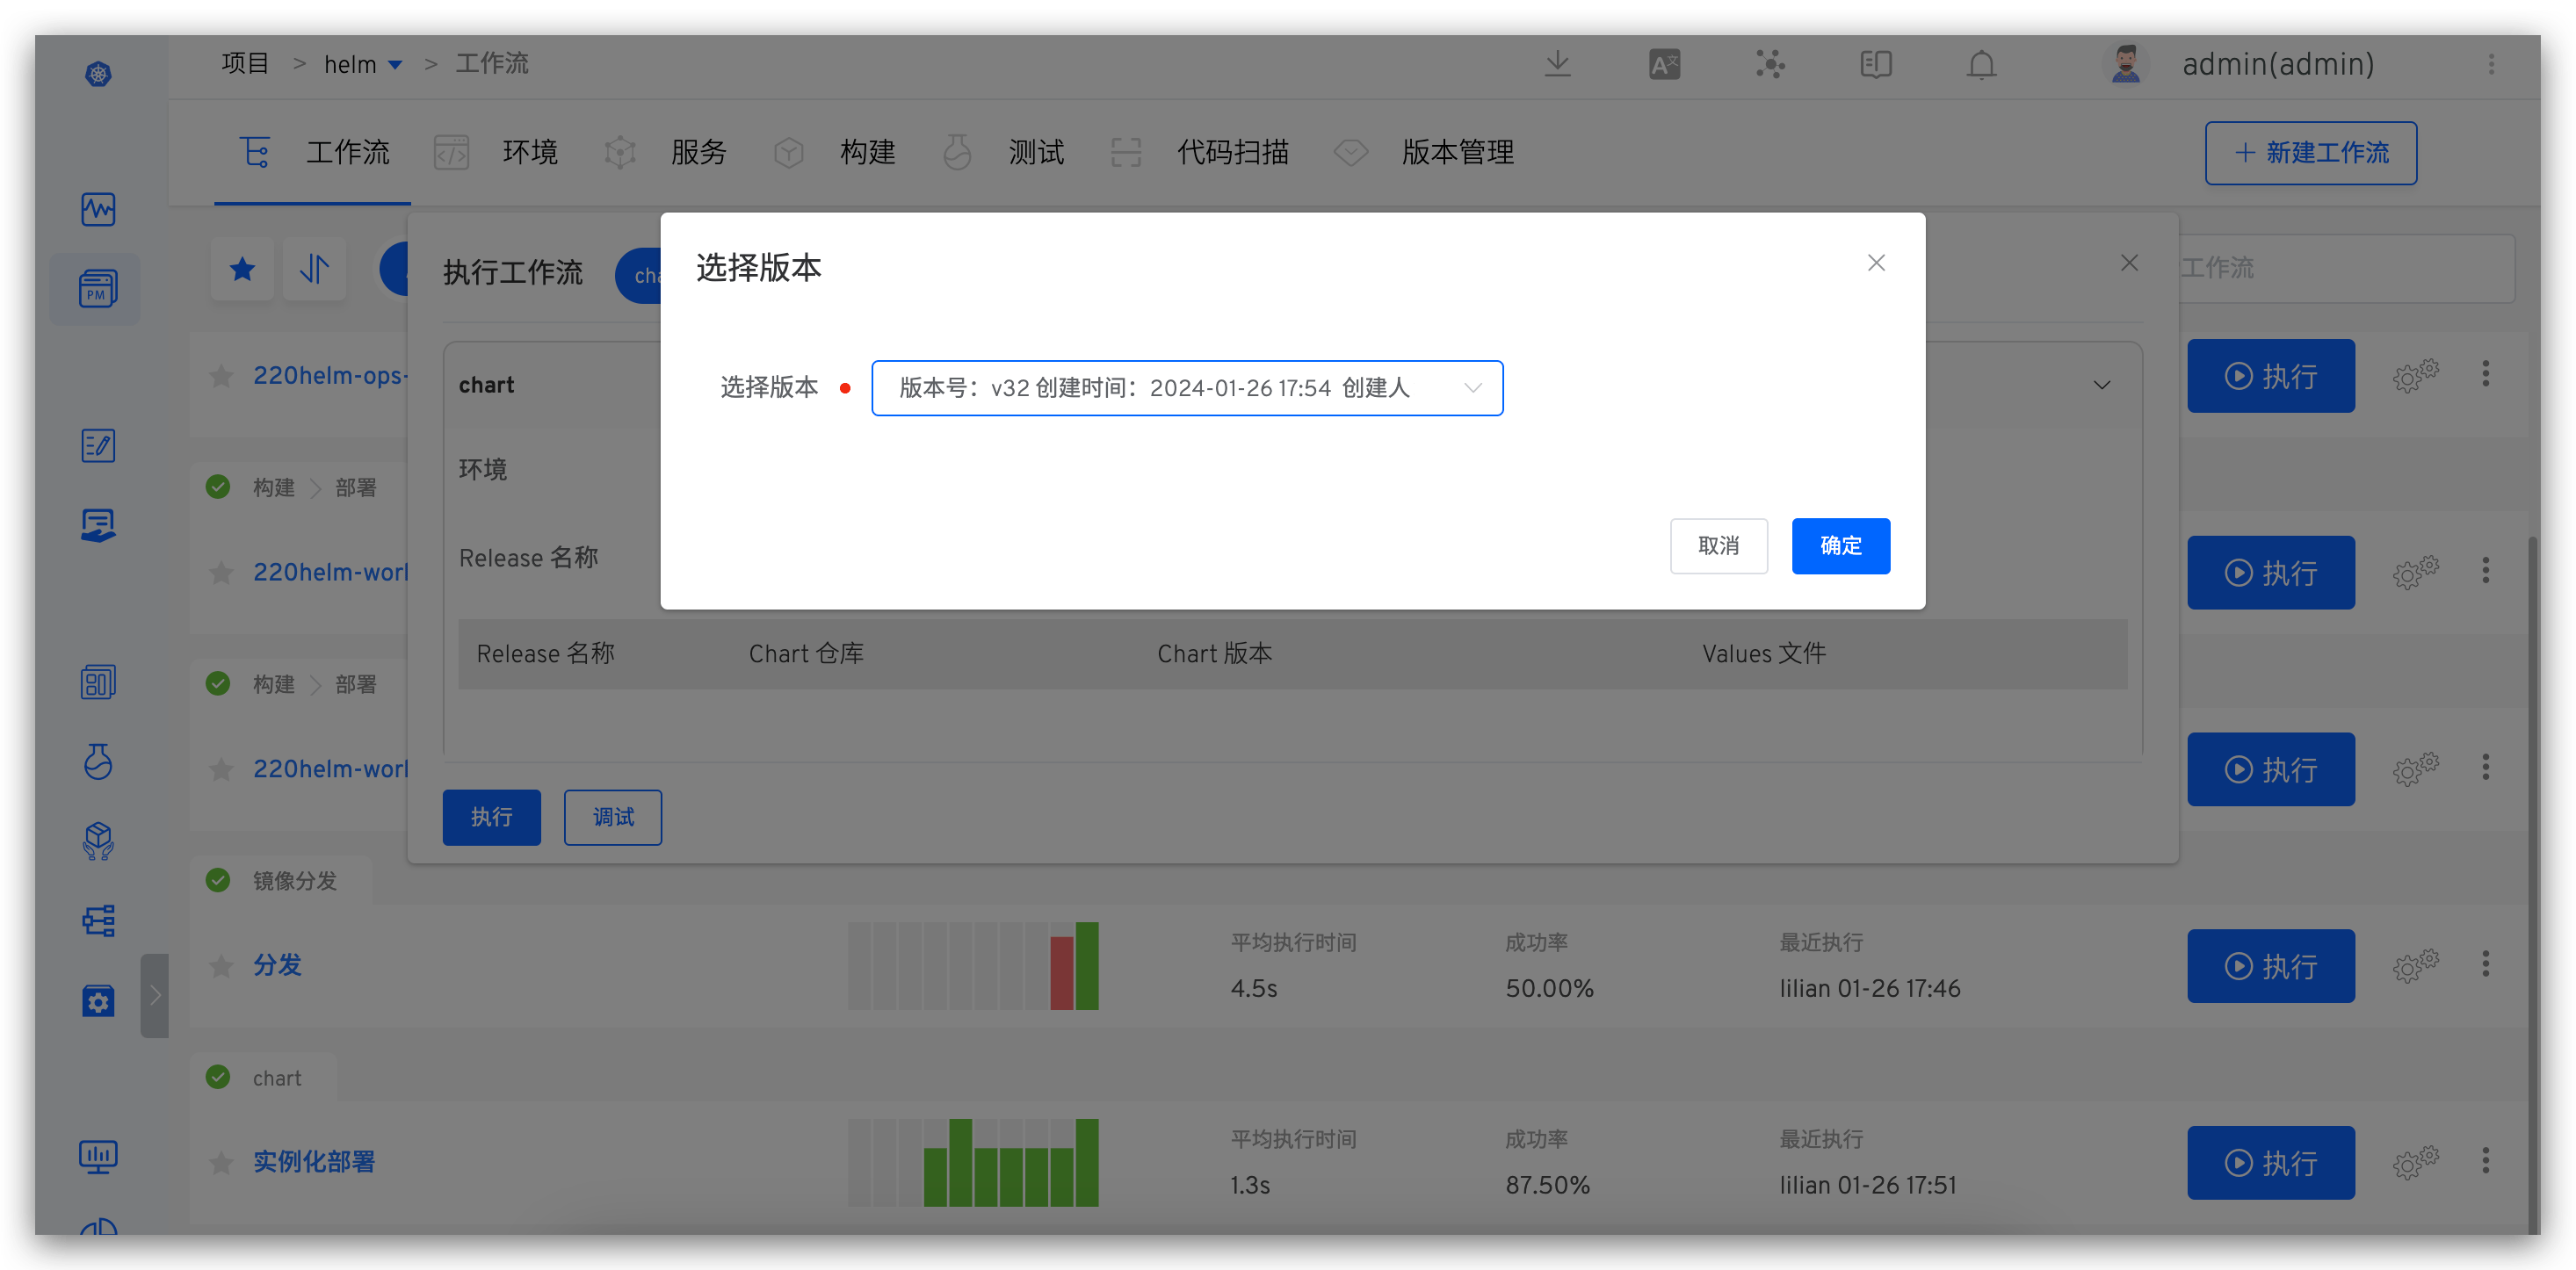 项目 > helm > 工作流
admin(admin)
工作流 环境 服务 构建 测试 代码扫描 版本管理
+ 新建工作流
PM
执行工作流
选择版本
工作流
220helm-ops-
chart
选择版本 版本号：v32 创建时间：2024-01-26 17:54 创建人
执行
构建 > 部署
环境
取消 确定
220helm-worl
Release 名称
执行
构建 > 部署
Release 名称 Chart 仓库 Chart 版本 Values 文件
220helm-worl
执行
执行 调试
镜像分发
分发
平均执行时间 成功率 最近执行
4.5s 50.00% lilian 01-26 17:46
执行
chart
实例化部署
平均执行时间 成功率 最近执行
1.3s 87.50% lilian 01-26 17:51
执行